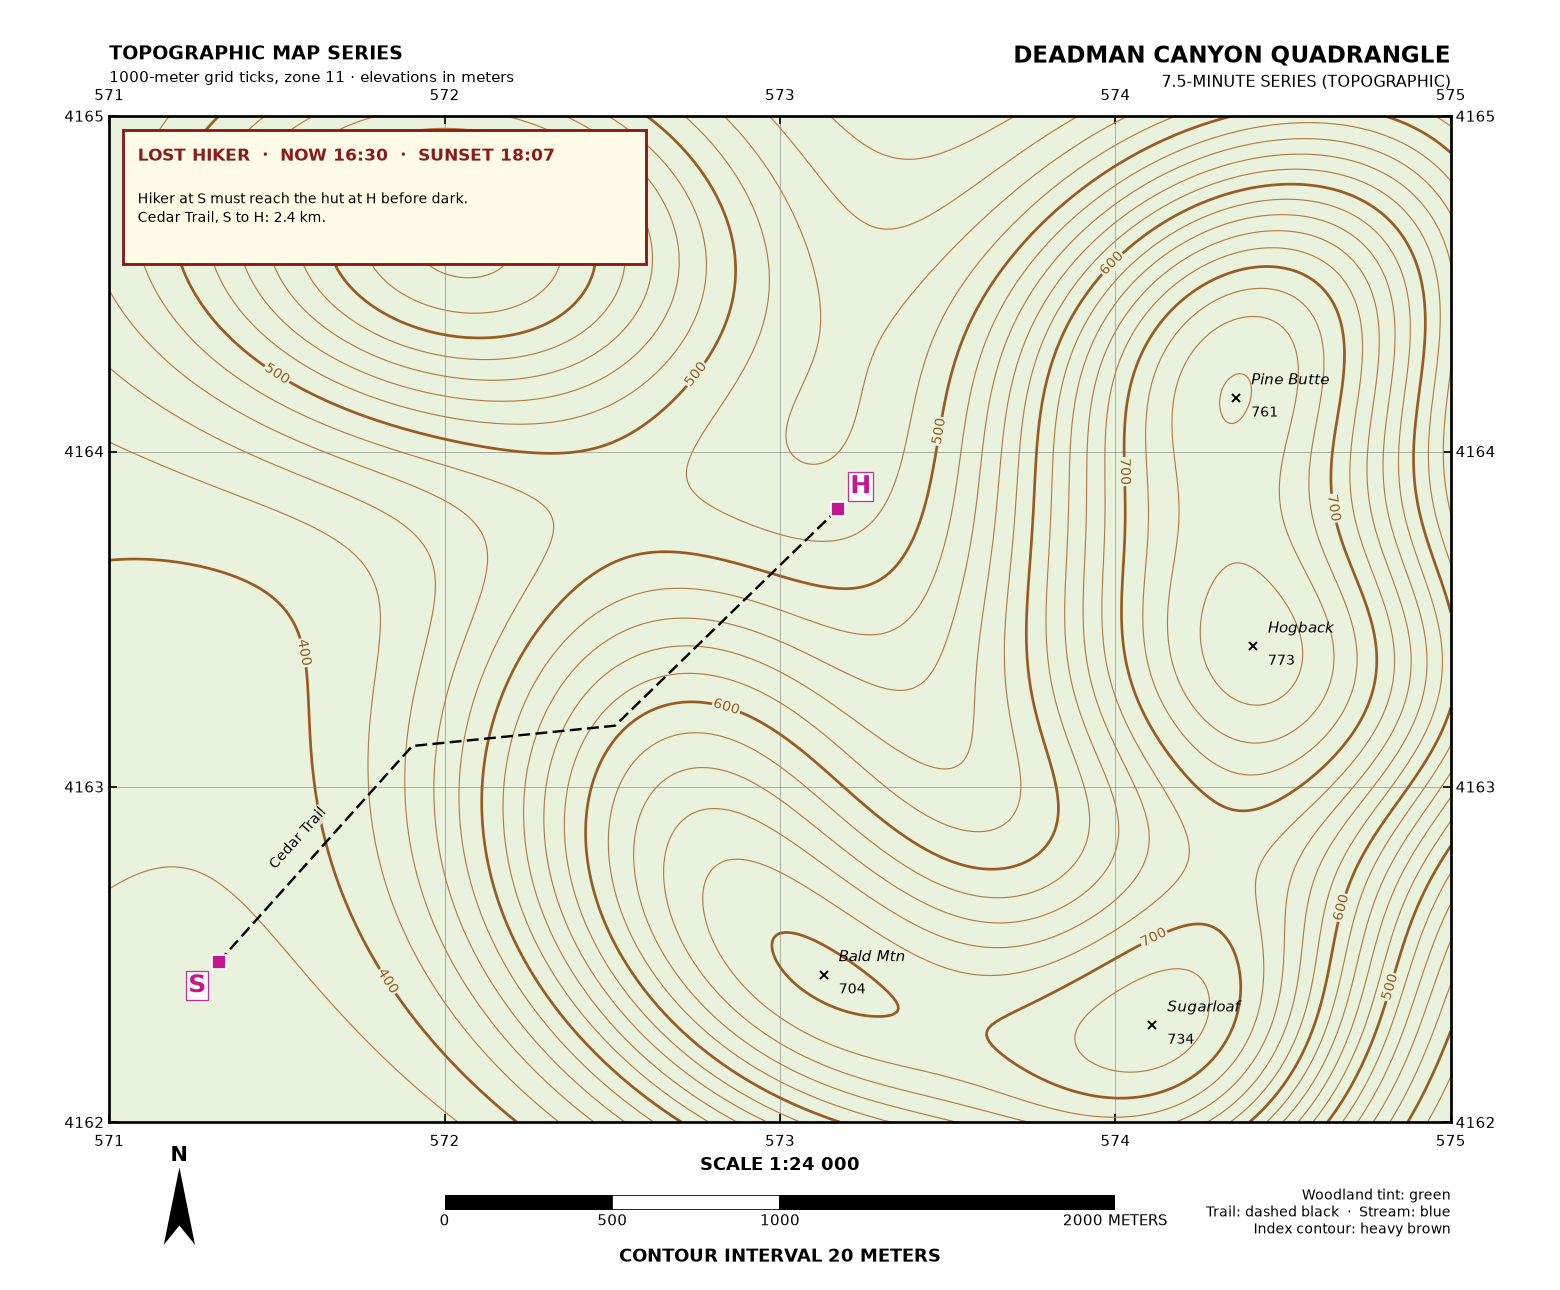 TOPOGRAPHIC MAP SERIES
1000-meter grid ticks, zone 11 · elevations in meters
DEADMAN CANYON QUADRANGLE
7.5-MINUTE SERIES (TOPOGRAPHIC)
571 572 573 574 575
4165 4165
LOST HIKER · NOW 16:30 · SUNSET 18:07
Hiker at S must reach the hut at H before dark.
Cedar Trail, S to H: 2.4 km.
600
500
500
Pine Butte
761
500
4164 4164
700
H
700
Hogback
773
400
600
4163 4163
Cedar Trail
600
700
Bald Mtn
704
S
400
500
Sugarloaf
734
4162 4162
571 572 573 574 575
N
SCALE 1:24 000
0 500 1000 2000 METERS
CONTOUR INTERVAL 20 METERS
Woodland tint: green
Trail: dashed black · Stream: blue
Index contour: heavy brown